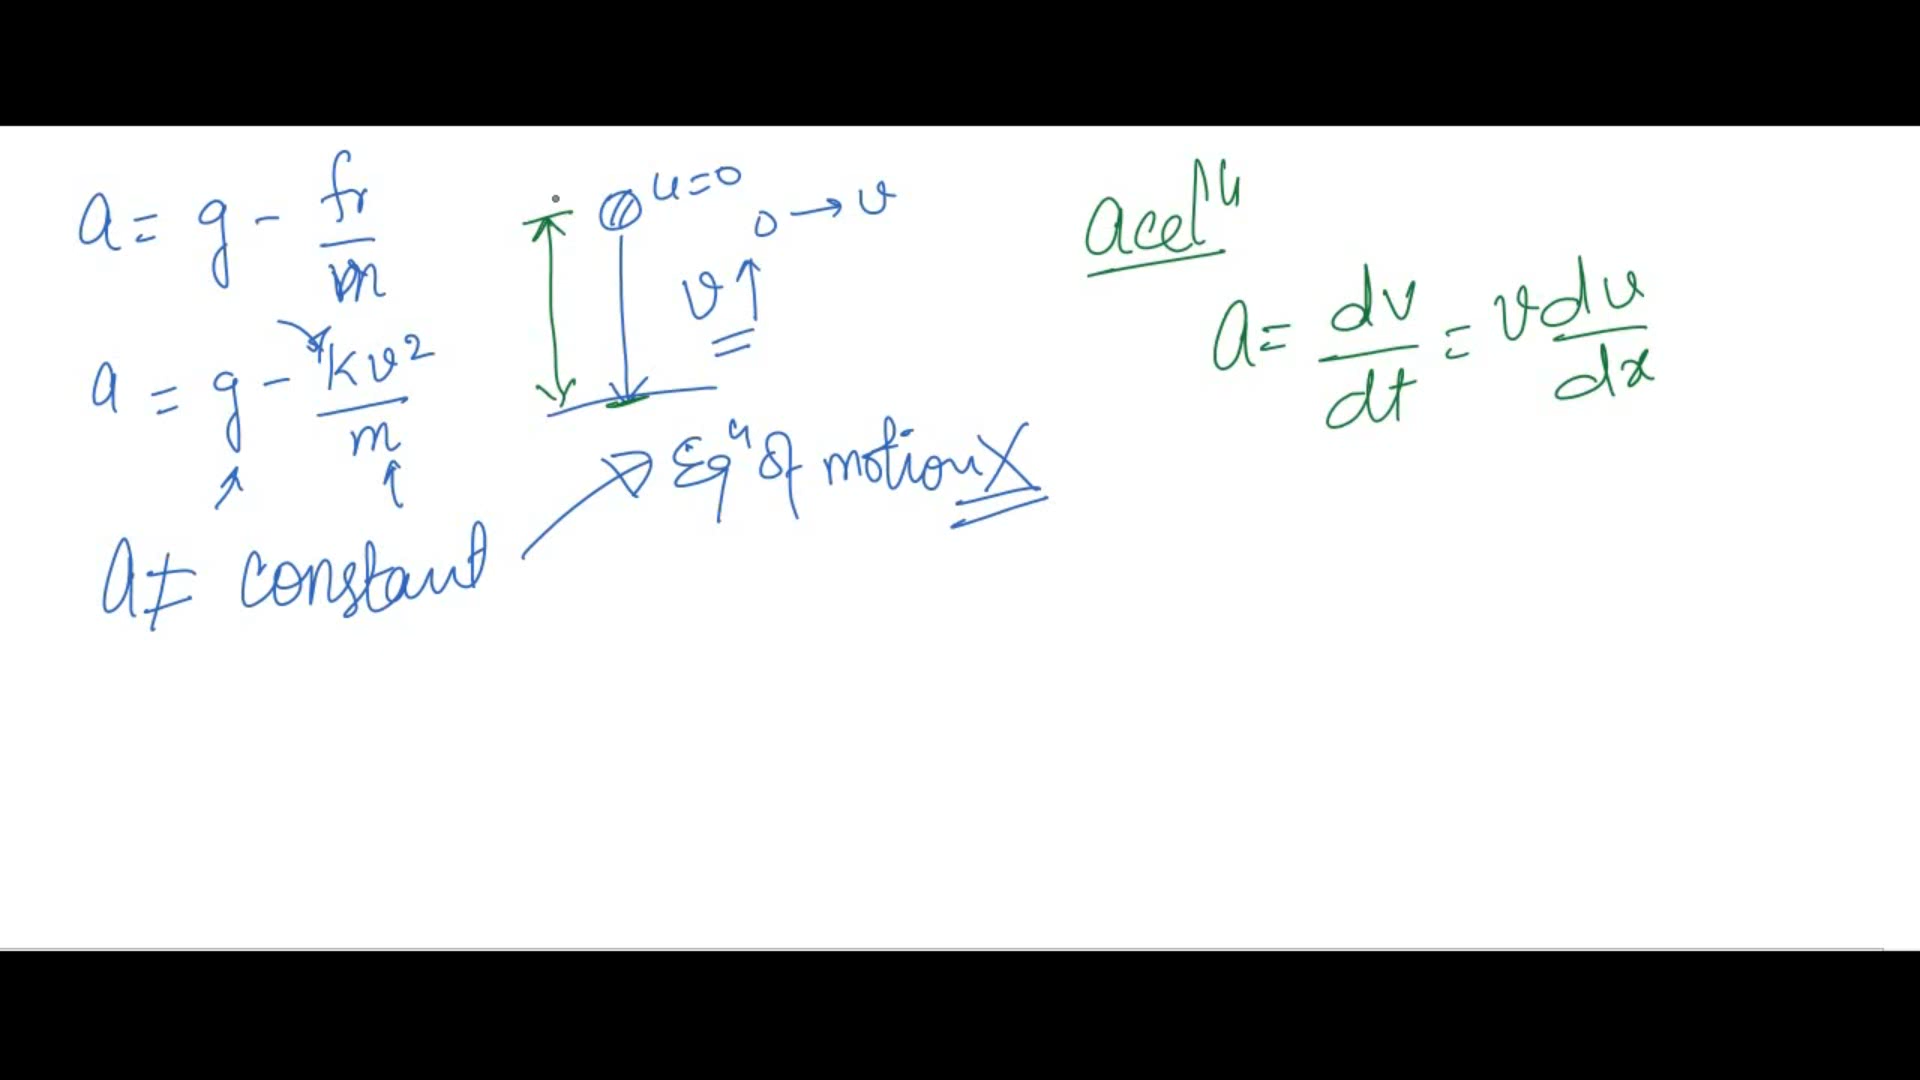 a = g - fr/m
a = g - kv²/m
a ≠ constant
u=0
0 → v
v↑
Eqⁿ of motion X
accelⁿ
a = dv/dt = v dv/dx